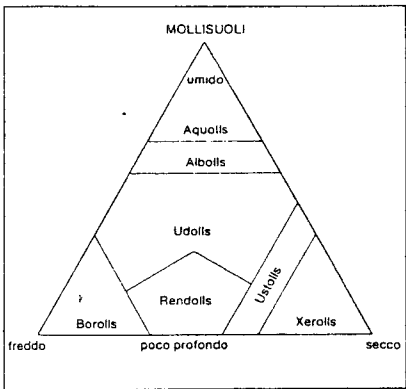 MOLLISUOLI
umido
Aquolls
Albolls
Udolls
Rendolls
Ustolls
Borolls
Xerolls
freddo
poco profondo
secco